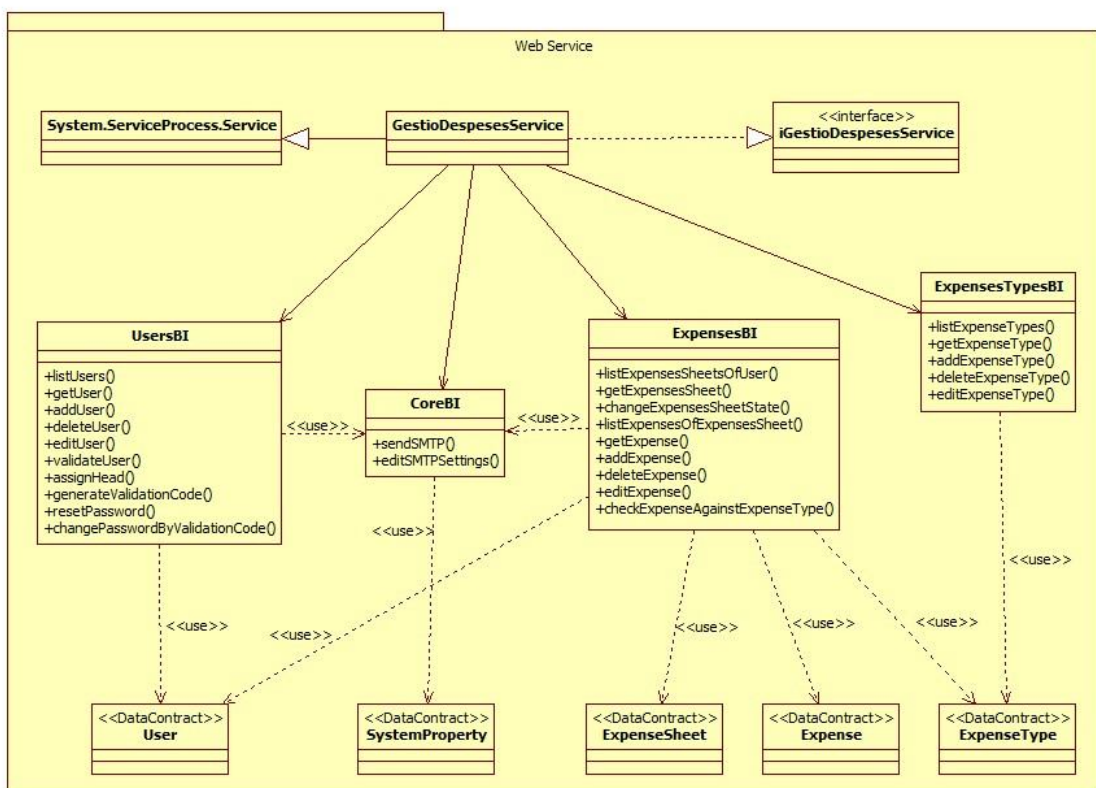 Web Service
System.ServiceProcess.Service
GestioDespesesService
<<interface>>
iGestioDespesesService
ExpensesTypesBI
+listExpenseTypes()
+getExpenseType()
+addExpenseType()
+deleteExpenseType()
+editExpenseType()
UsersBI
+listUsers()
+getUser()
+addUser()
+deleteUser()
+editUser()
+validateUser()
+assignHead()
+generateValidationCode()
+resetPassword()
+changePasswordByValidationCode()
<<use>>
CoreBI
+sendSMTP()
+editSMTPSettings()
<<use>>
ExpensesBI
+listExpensesSheetsOfUser()
+getExpensesSheet()
+changeExpensesSheetState()
+listExpensesOfExpensesSheet()
+getExpense()
+addExpense()
+deleteExpense()
+editExpense()
+checkExpenseAgainstExpenseType()
<<use>>
<<use>>
<<use>>
<<use>>
<<use>>
<<use>>
<<use>>
<<DataContract>>
User
<<DataContract>>
SystemProperty
<<DataContract>>
ExpenseSheet
<<DataContract>>
Expense
<<DataContract>>
ExpenseType